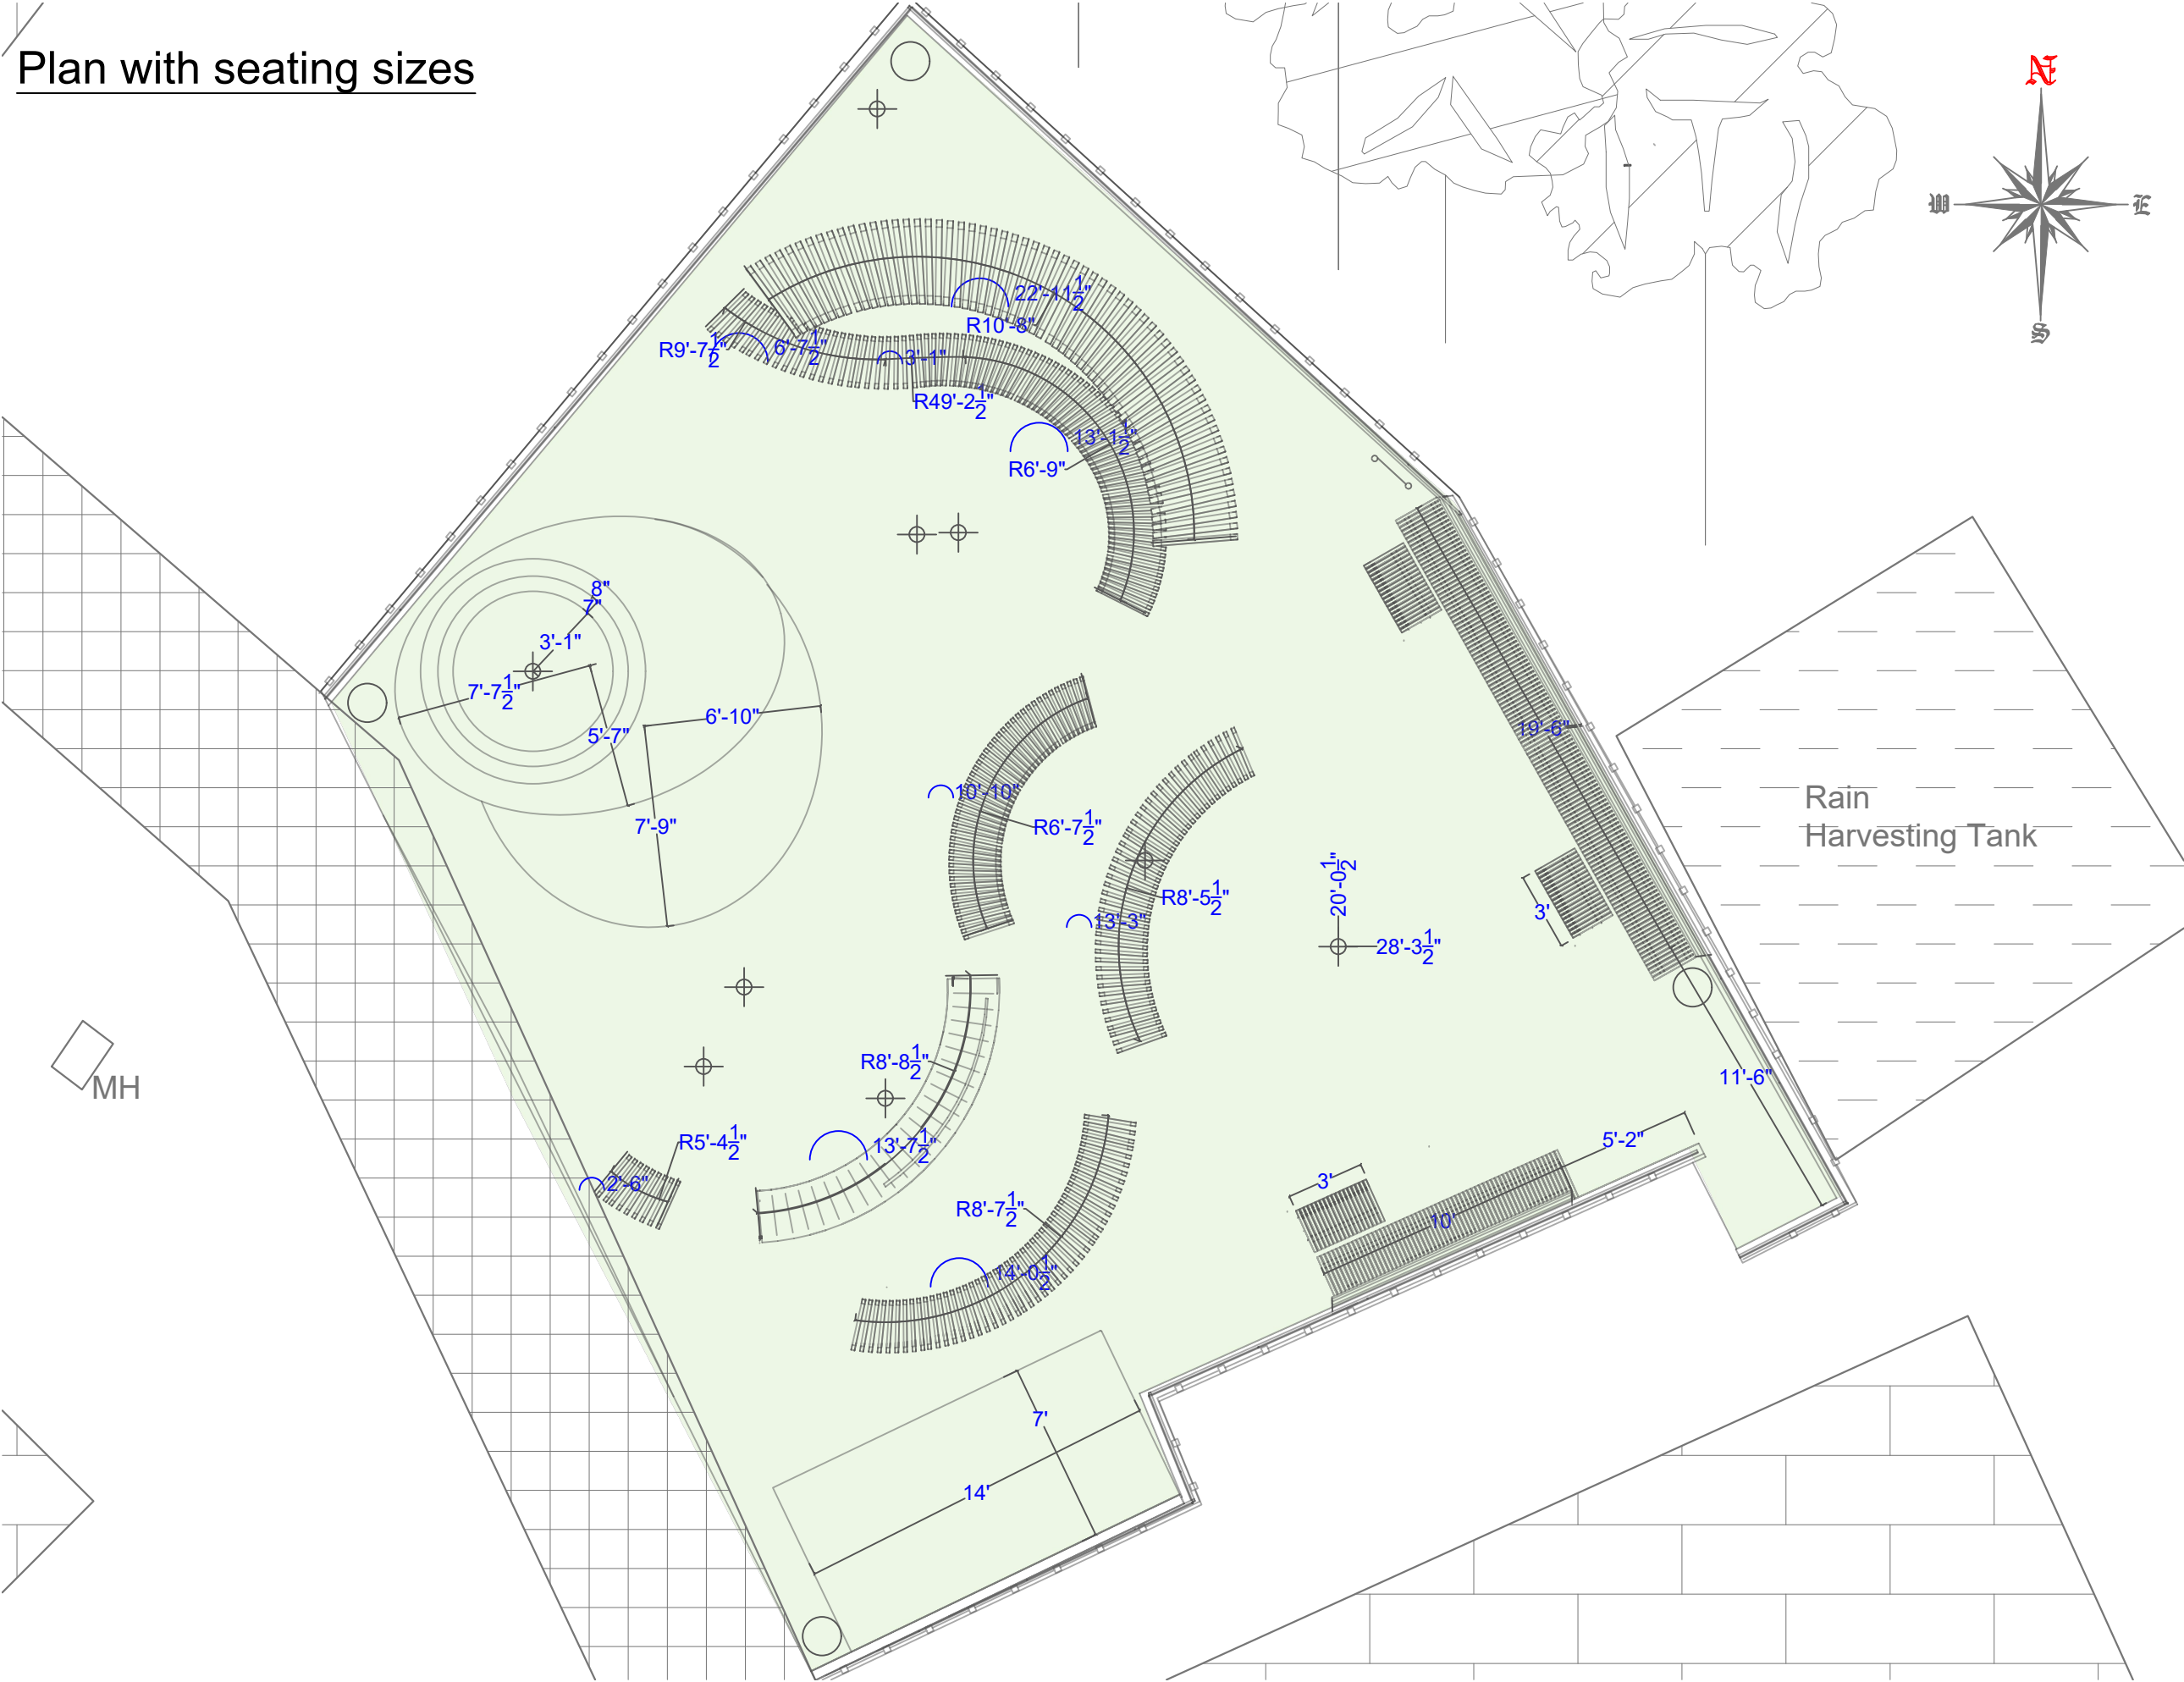 Plan with seating sizes
N
W
E
S
22'-11½"
R10'-8"
R9'-7½"
6'-7½"
3'-1"
R49'-2½"
13'-1½"
R6'-9"
8"
7"
3'-1"
7'-7½"
5'-7"
6'-10"
7'-9"
19'-6"
Rain
Harvesting Tank
10'-10"
R6'-7½"
R8'-5½"
13'-3"
20'-0½"
28'-3½"
3'
MH
R8'-8½"
11'-6"
R5'-4½"
13'-7½"
5'-2"
2'-6"
3'
R8'-7½"
10'
14'-0½"
7'
14'